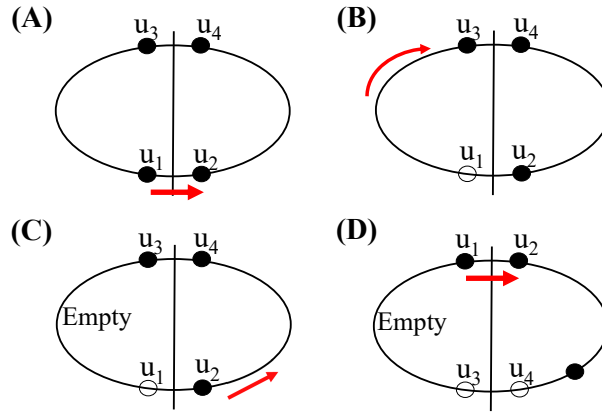 (A)
u₃ u₄
u₁ u₂
(B)
u₃ u₄
u₁ u₂
(C)
u₃ u₄
Empty
u₁ u₂
(D)
u₁ u₂
Empty
u₃ u₄